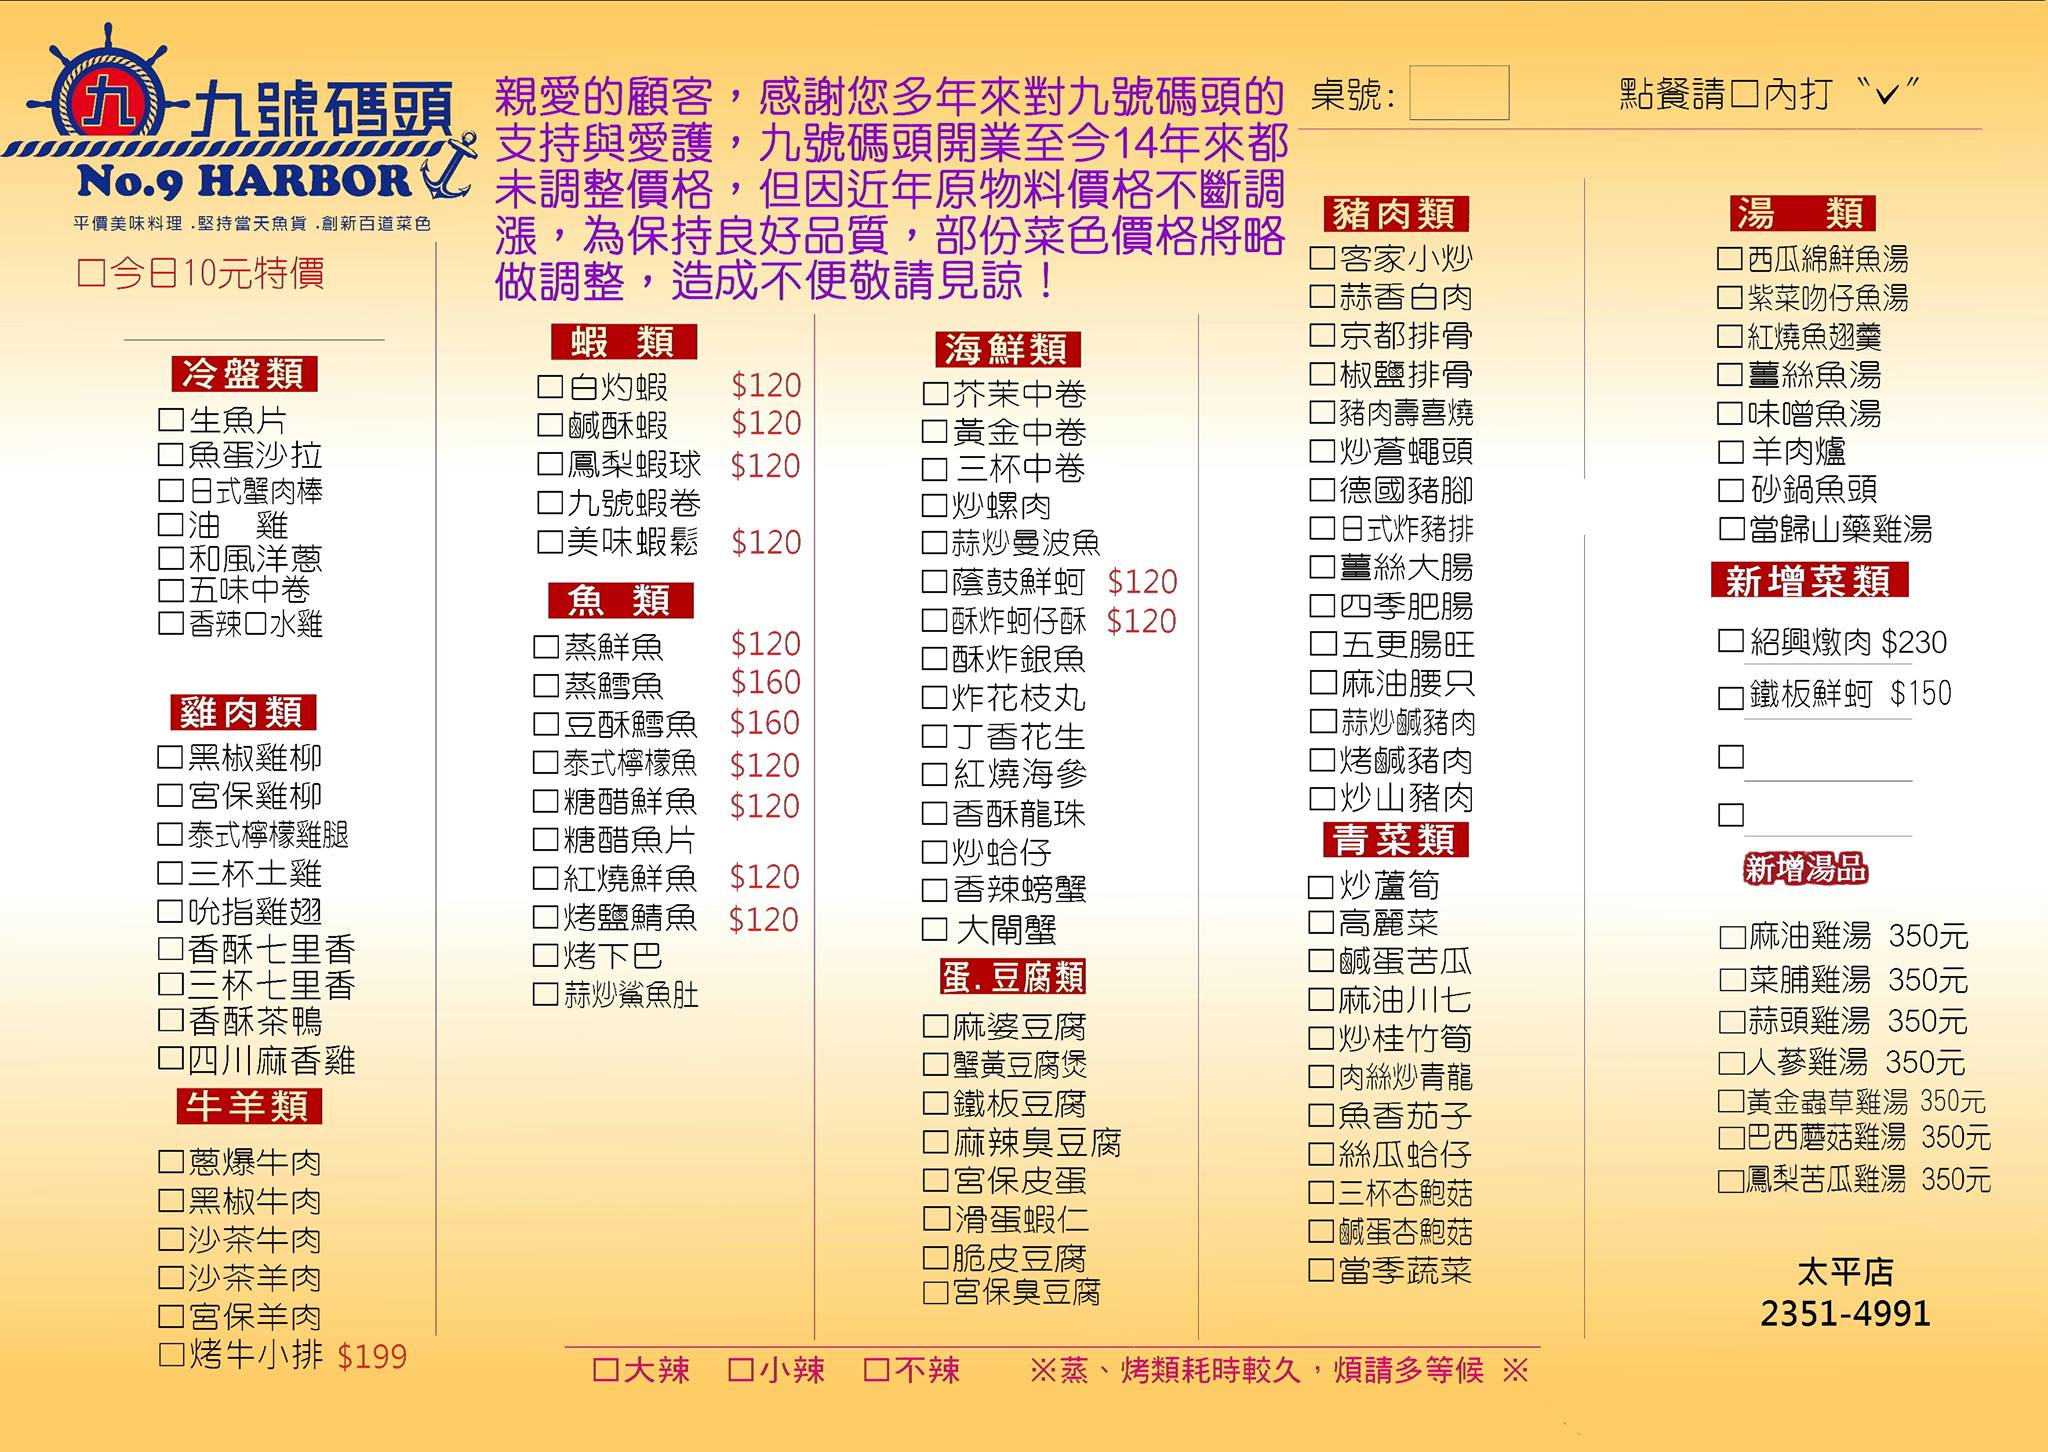 九
九號碼頭
No.9 HARBOR
平價美味料理 .堅持當天魚貨 .創新百道菜色
親愛的顧客，感謝您多年來對九號碼頭的
支持與愛護，九號碼頭開業至今14年來都
未調整價格，但因近年原物料價格不斷調
漲，為保持良好品質，部份菜色價格將略
做調整，造成不便敬請見諒！
桌號:
點餐請□內打 〝✓〞
□今日10元特價
冷盤類
□生魚片
□魚蛋沙拉
□日式蟹肉棒
□油 雞
□和風洋蔥
□五味中卷
□香辣口水雞
雞肉類
□黑椒雞柳
□宮保雞柳
□泰式檸檬雞腿
□三杯土雞
□吮指雞翅
□香酥七里香
□三杯七里香
□香酥茶鴨
□四川麻香雞
牛羊類
□蔥爆牛肉
□黑椒牛肉
□沙茶牛肉
□沙茶羊肉
□宮保羊肉
□烤牛小排 $199
蝦 類
□白灼蝦 $120
□鹹酥蝦 $120
□鳳梨蝦球 $120
□九號蝦卷
□美味蝦鬆 $120
魚 類
□蒸鮮魚 $120
□蒸鱈魚 $160
□豆酥鱈魚 $160
□泰式檸檬魚 $120
□糖醋鮮魚 $120
□糖醋魚片
□紅燒鮮魚 $120
□烤鹽鯖魚 $120
□烤下巴
□蒜炒鯊魚肚
海鮮類
□芥茉中卷
□黃金中卷
□三杯中卷
□炒螺肉
□蒜炒曼波魚
□蔭鼓鮮蚵 $120
□酥炸蚵仔酥 $120
□酥炸銀魚
□炸花枝丸
□丁香花生
□紅燒海參
□香酥龍珠
□炒蛤仔
□香辣螃蟹
□大閘蟹
蛋.豆腐類
□麻婆豆腐
□蟹黃豆腐煲
□鐵板豆腐
□麻辣臭豆腐
□宮保皮蛋
□滑蛋蝦仁
□脆皮豆腐
□宮保臭豆腐
豬肉類
□客家小炒
□蒜香白肉
□京都排骨
□椒鹽排骨
□豬肉壽喜燒
□炒蒼蠅頭
□德國豬腳
□日式炸豬排
□薑絲大腸
□四季肥腸
□五更腸旺
□麻油腰只
□蒜炒鹹豬肉
□烤鹹豬肉
□炒山豬肉
青菜類
□炒蘆筍
□高麗菜
□鹹蛋苦瓜
□麻油川七
□炒桂竹筍
□肉絲炒青龍
□魚香茄子
□絲瓜蛤仔
□三杯杏鮑菇
□鹹蛋杏鮑菇
□當季蔬菜
湯 類
□西瓜綿鮮魚湯
□紫菜吻仔魚湯
□紅燒魚翅羹
□薑絲魚湯
□味噌魚湯
□羊肉爐
□砂鍋魚頭
□當歸山藥雞湯
新增菜類
□紹興燉肉 $230
□鐵板鮮蚵 $150
□
□
新增湯品
□麻油雞湯 350元
□菜脯雞湯 350元
□蒜頭雞湯 350元
□人蔘雞湯 350元
□黃金蟲草雞湯 350元
□巴西蘑菇雞湯 350元
□鳳梨苦瓜雞湯 350元
太平店
2351-4991
□大辣 □小辣 □不辣 ※蒸、烤類耗時較久，煩請多等候 ※